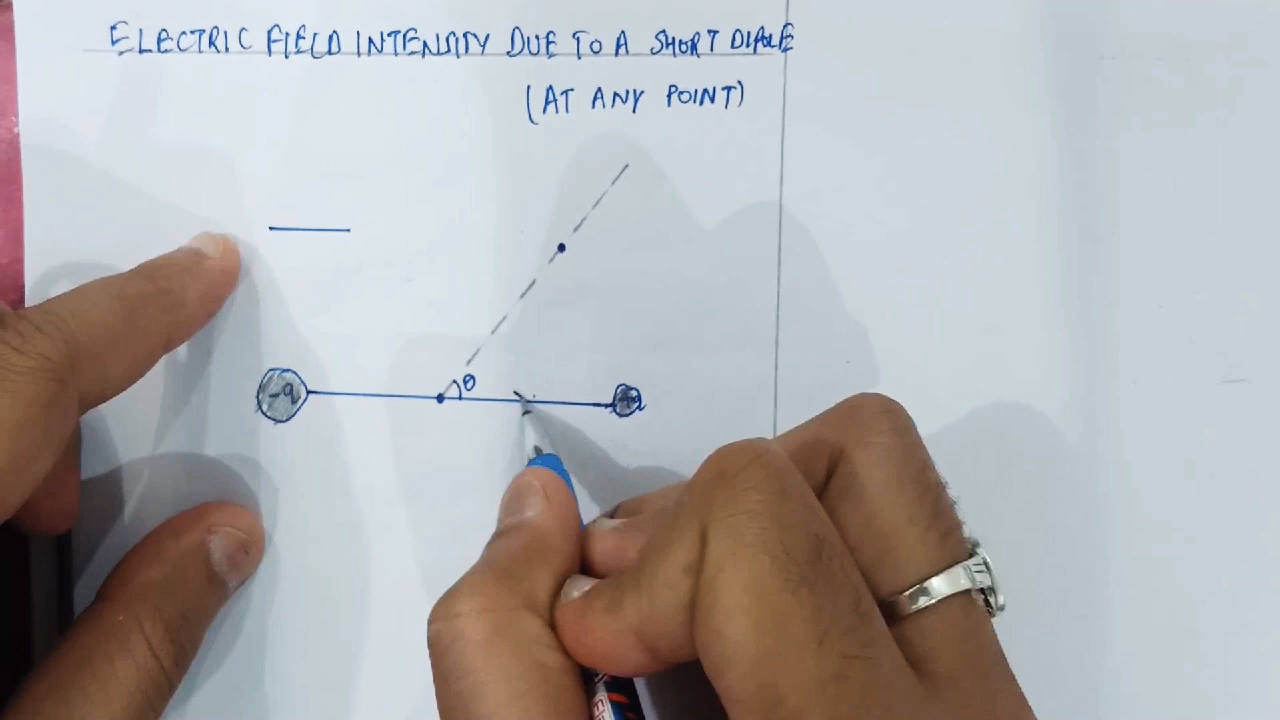 ELECTRIC FIELD INTENSITY DUE TO A SHORT DIPOLE
(AT ANY POINT)
θ
-q
+q